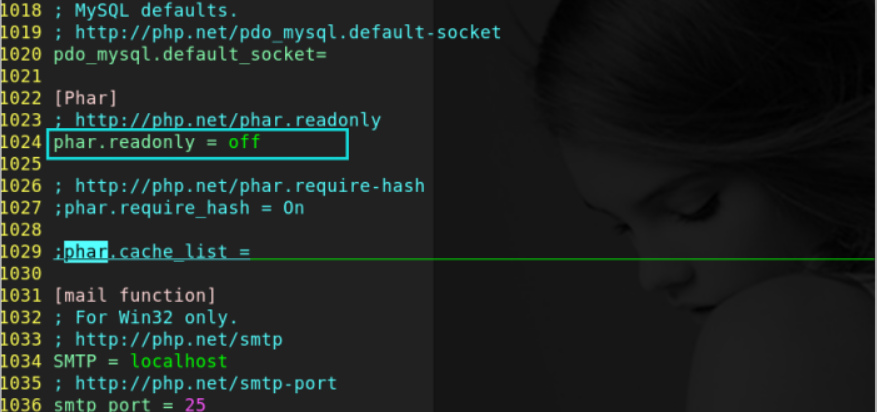 1018 ; MySQL defaults.
1019 ; http://php.net/pdo_mysql.default-socket
1020 pdo_mysql.default_socket=
1021
1022 [Phar]
1023 ; http://php.net/phar.readonly
1024 phar.readonly = off
1025
1026 ; http://php.net/phar.require-hash
1027 ;phar.require_hash = On
1028
1029 ;phar.cache_list =
1030
1031 [mail function]
1032 ; For Win32 only.
1033 ; http://php.net/smtp
1034 SMTP = localhost
1035 ; http://php.net/smtp-port
1036 smtp_port = 25